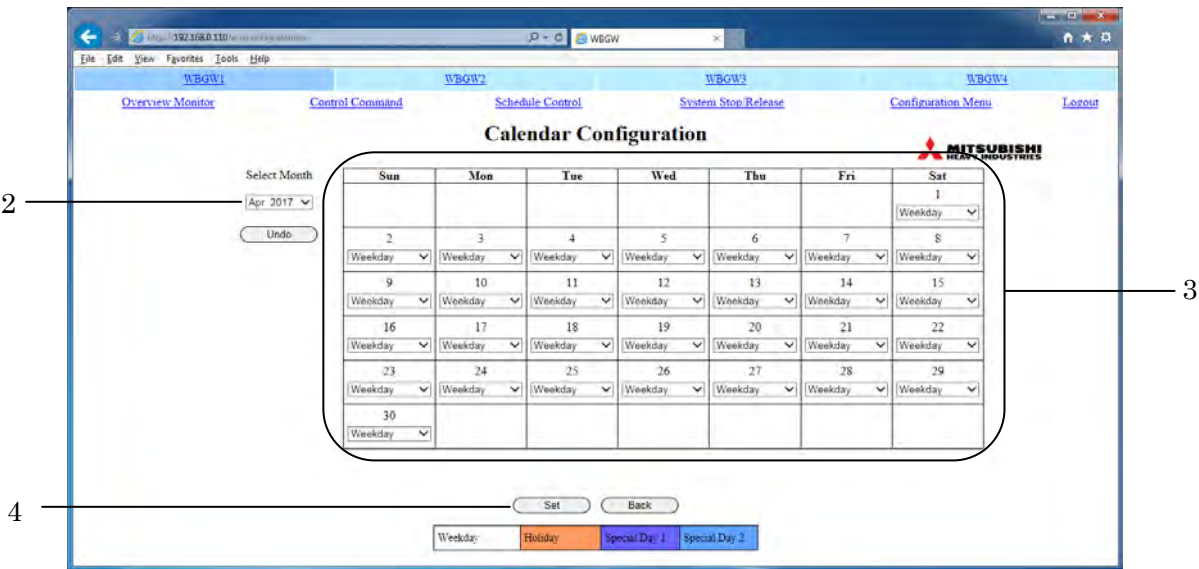 192.168.0.110
WBGW
File Edit View Favorites Tools Help
WBGW1 WBGW2 WBGW3 WBGW4
Overview Monitor Control Command Schedule Control System Stop/Release Configuration Menu Logout
Calendar Configuration
MITSUBISHI
HEAVY INDUSTRIES
Select Month
Sun Mon Tue Wed Thu Fri Sat
2
Apr 2017
1
Weekday
Undo
2 3 4 5 6 7 8
Weekday Weekday Weekday Weekday Weekday Weekday Weekday
9 10 11 12 13 14 15
Weekday Weekday Weekday Weekday Weekday Weekday Weekday
3
16 17 18 19 20 21 22
Weekday Weekday Weekday Weekday Weekday Weekday Weekday
23 24 25 26 27 28 29
Weekday Weekday Weekday Weekday Weekday Weekday Weekday
30
Weekday
4
Set Back
Weekday Holiday Special Day 1 Special Day 2